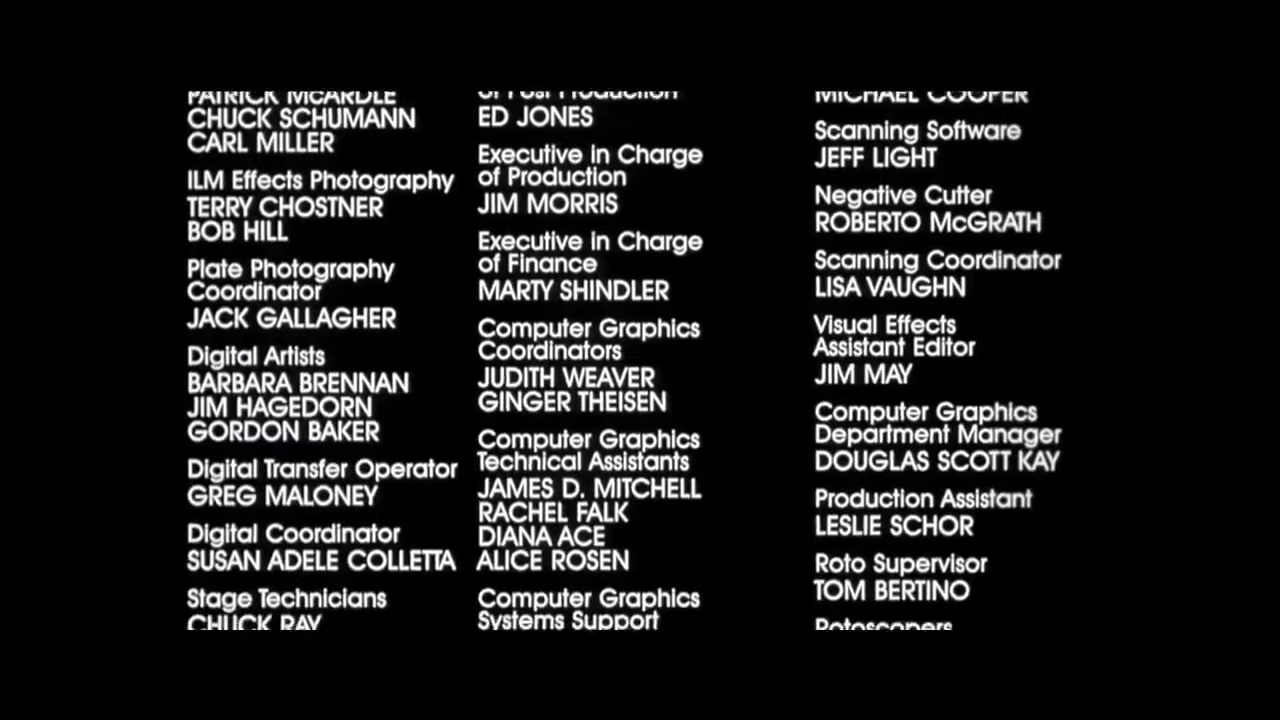 PATRICK McARDLE
CHUCK SCHUMANN
CARL MILLER
ILM Effects Photography
TERRY CHOSTNER
BOB HILL
Plate Photography
Coordinator
JACK GALLAGHER
Digital Artists
BARBARA BRENNAN
JIM HAGEDORN
GORDON BAKER
Digital Transfer Operator
GREG MALONEY
Digital Coordinator
SUSAN ADELE COLLETTA
Stage Technicians
CHUCK RAY
of Post Production
ED JONES
Executive in Charge
of Production
JIM MORRIS
Executive in Charge
of Finance
MARTY SHINDLER
Computer Graphics
Coordinators
JUDITH WEAVER
GINGER THEISEN
Computer Graphics
Technical Assistants
JAMES D. MITCHELL
RACHEL FALK
DIANA ACE
ALICE ROSEN
Computer Graphics
Systems Support
MICHAEL COOPER
Scanning Software
JEFF LIGHT
Negative Cutter
ROBERTO McGRATH
Scanning Coordinator
LISA VAUGHN
Visual Effects
Assistant Editor
JIM MAY
Computer Graphics
Department Manager
DOUGLAS SCOTT KAY
Production Assistant
LESLIE SCHOR
Roto Supervisor
TOM BERTINO
Rotoscopers